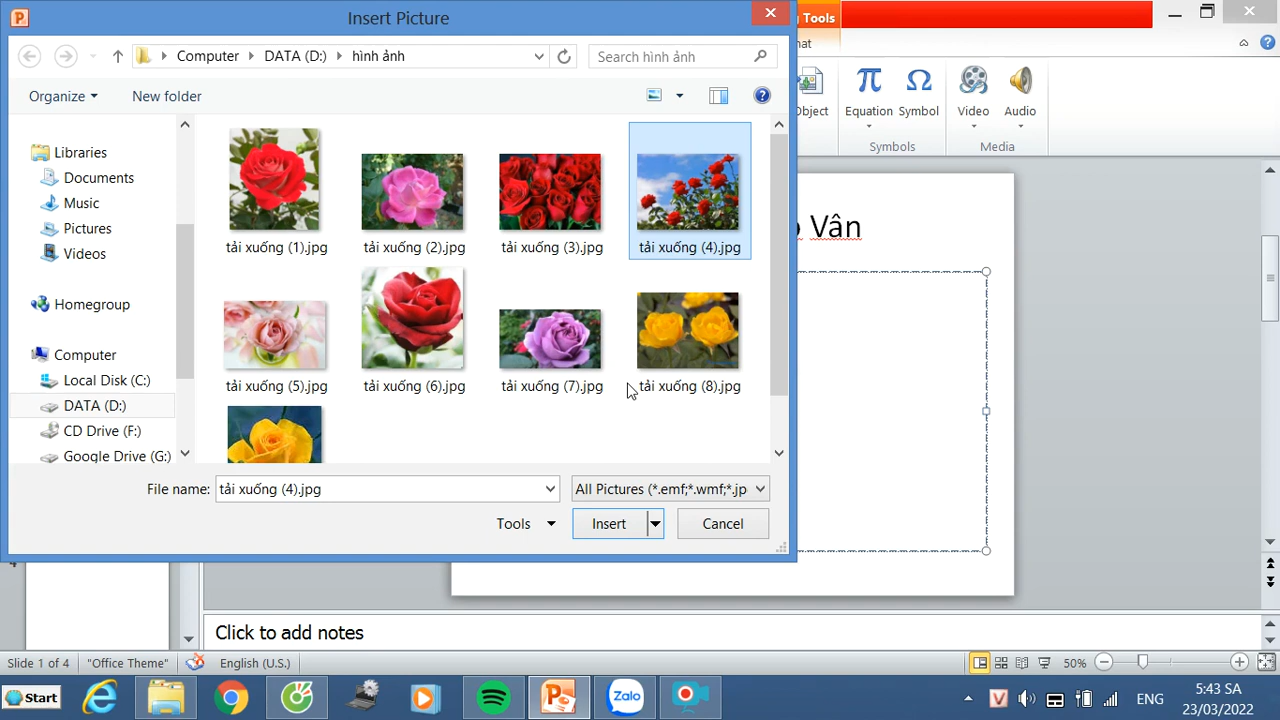 Insert Picture
g Tools
Computer DATA (D:) hình ảnh
Search hình ảnh
Organize
New folder
Object
Equation
Symbol
Video
Audio
Symbols
Media
Libraries
Documents
Music
Pictures
Videos
Homegroup
Computer
Local Disk (C:)
DATA (D:)
CD Drive (F:)
Google Drive (G:)
tải xuống (1).jpg
tải xuống (2).jpg
tải xuống (3).jpg
tải xuống (4).jpg
tải xuống (5).jpg
tải xuống (6).jpg
tải xuống (7).jpg
tải xuống (8).jpg
Vân
File name: tải xuống (4).jpg
All Pictures (*.emf;*.wmf;*.jp
Tools
Insert
Cancel
Click to add notes
Slide 1 of 4
"Office Theme"
English (U.S.)
50%
Start
Zalo
ENG
5:43 SA
23/03/2022